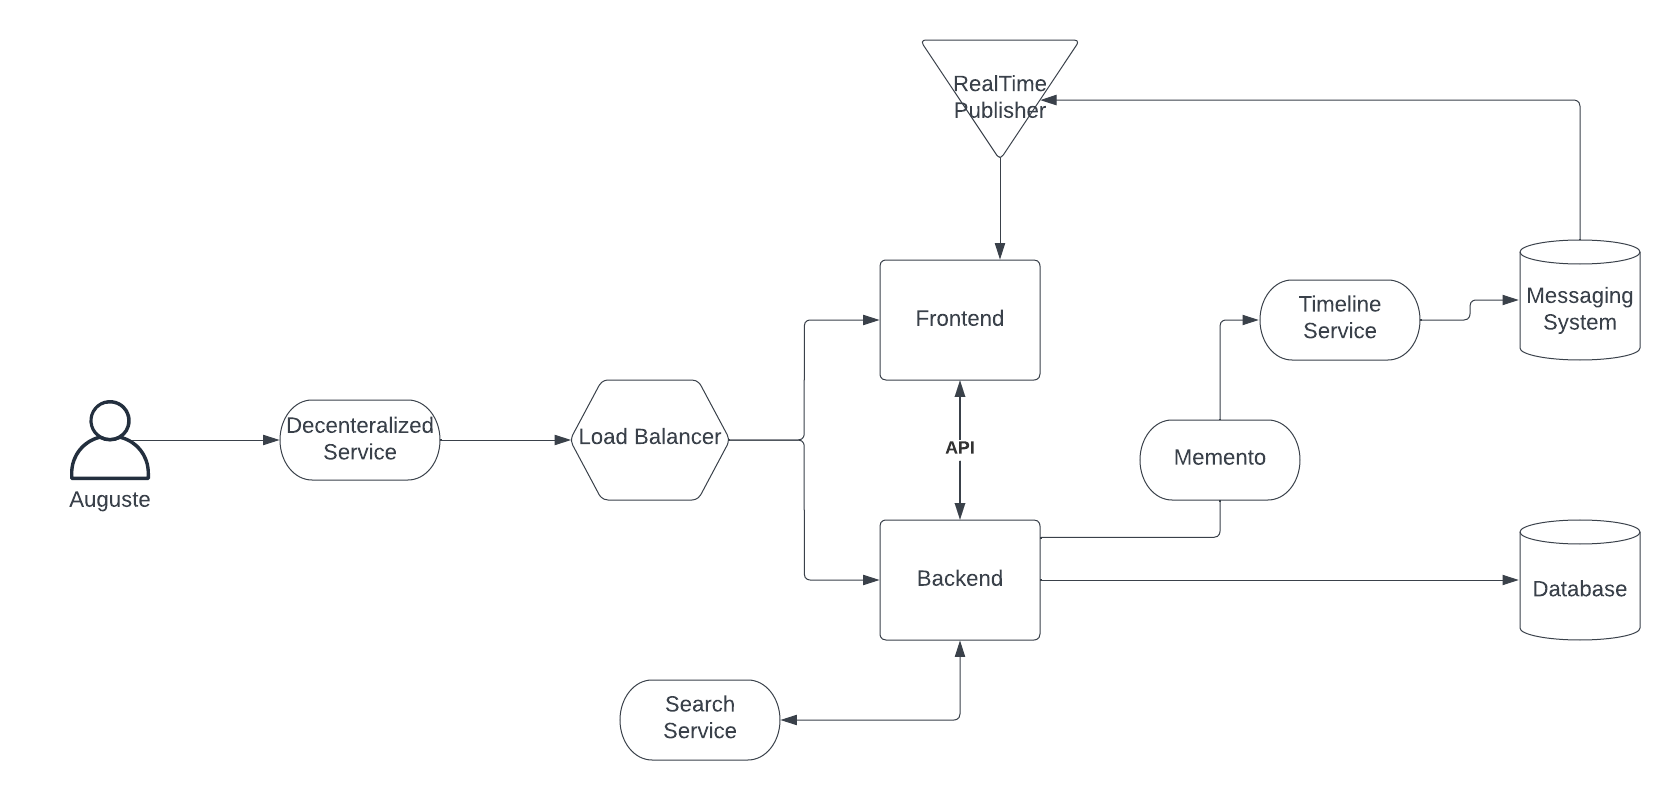 RealTime
Publisher
Frontend
Timeline
Service
Messaging
System
Decenteralized
Service
Load Balancer
API
Memento
Auguste
Backend
Database
Search
Service